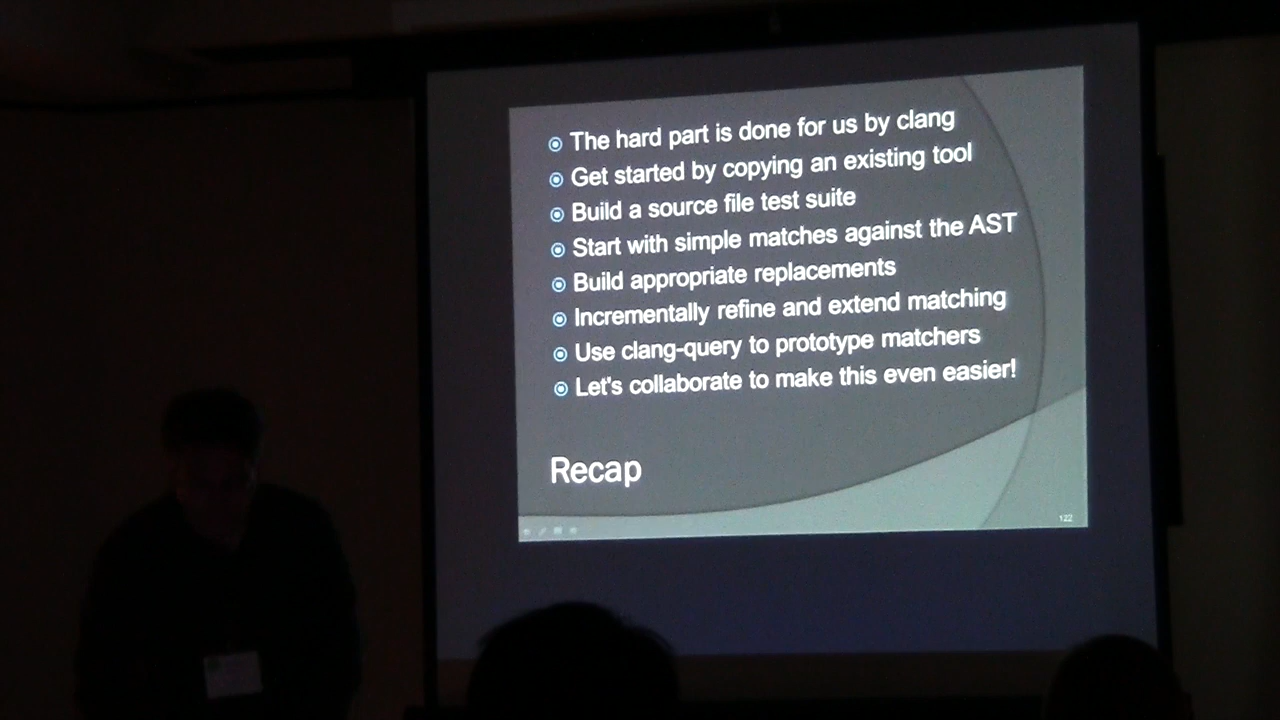 The hard part is done for us by clang
Get started by copying an existing tool
Build a source file test suite
Start with simple matches against the AST
Build appropriate replacements
Incrementally refine and extend matching
Use clang-query to prototype matchers
Let's collaborate to make this even easier!
Recap
122